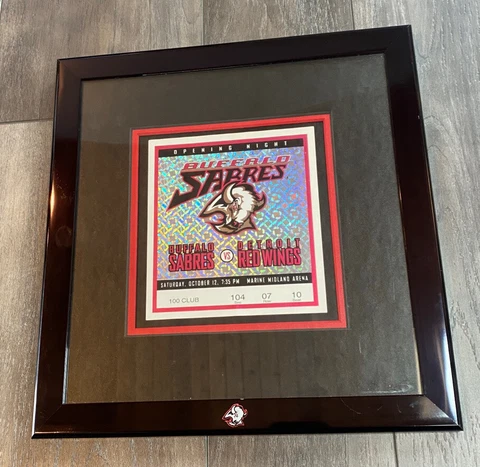 OPENING NIGHT
BUFFALO
SABRES
BUFFALO VS DETROIT
SABRES RED WINGS
SATURDAY, OCTOBER 12, 7:35 PM MARINE MIDLAND ARENA
100 CLUB 104 07 10